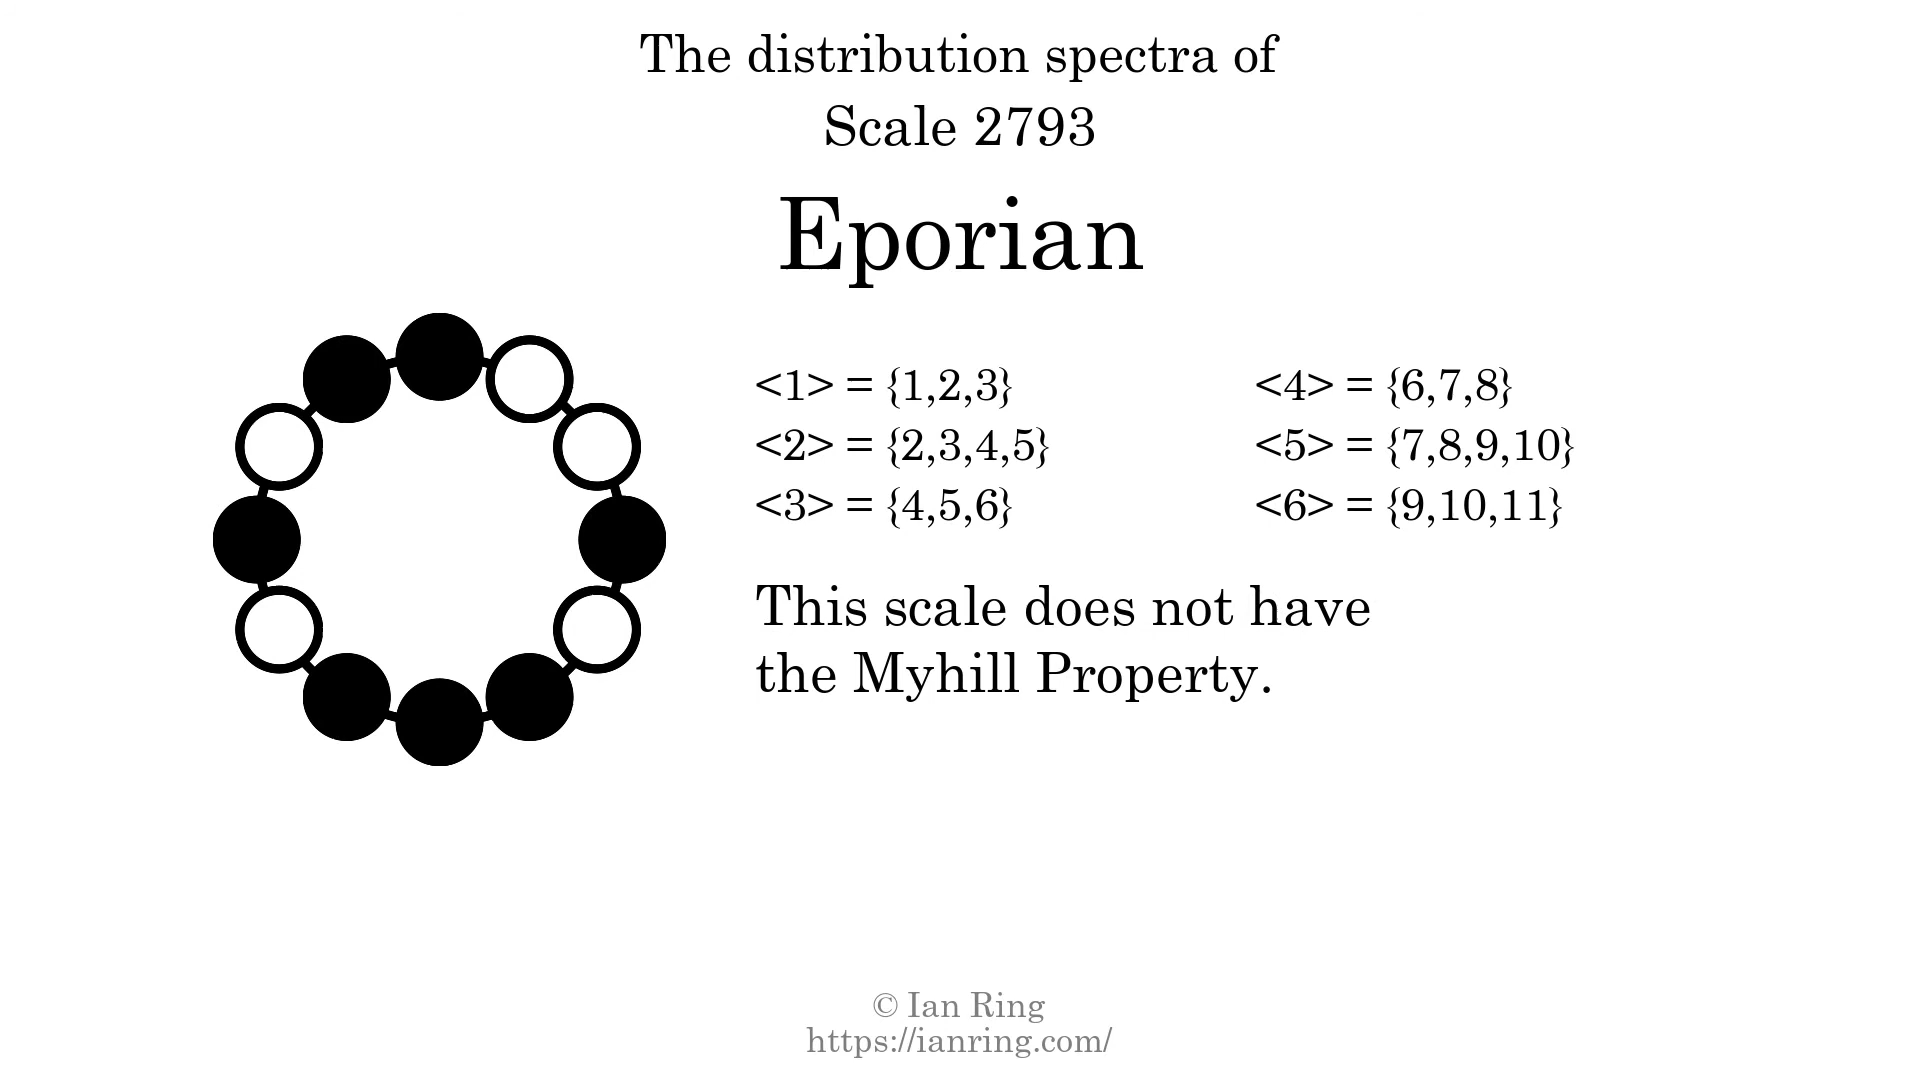 The distribution spectra of
Scale 2793
Eporian
<1> = {1,2,3}
<2> = {2,3,4,5}
<3> = {4,5,6}
<4> = {6,7,8}
<5> = {7,8,9,10}
<6> = {9,10,11}
This scale does not have
the Myhill Property.
© Ian Ring
https://ianring.com/